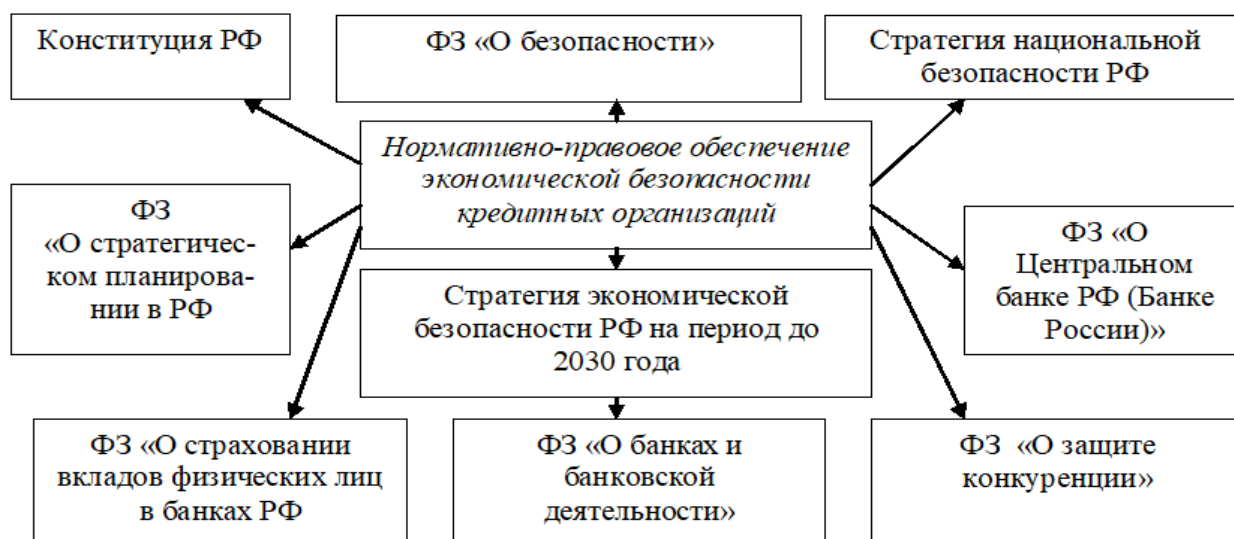 Конституция РФ
ФЗ «О безопасности»
Стратегия национальной
безопасности РФ
Нормативно-правовое обеспечение
экономической безопасности
кредитных организаций
ФЗ
«О стратегичес-
ком планирова-
нии в РФ
ФЗ «О
Центральном
банке РФ (Банке
России)»
Стратегия экономической
безопасности РФ на период до
2030 года
ФЗ «О страховании
вкладов физических лиц
в банках РФ
ФЗ «О банках и
банковской
деятельности»
ФЗ «О защите
конкуренции»